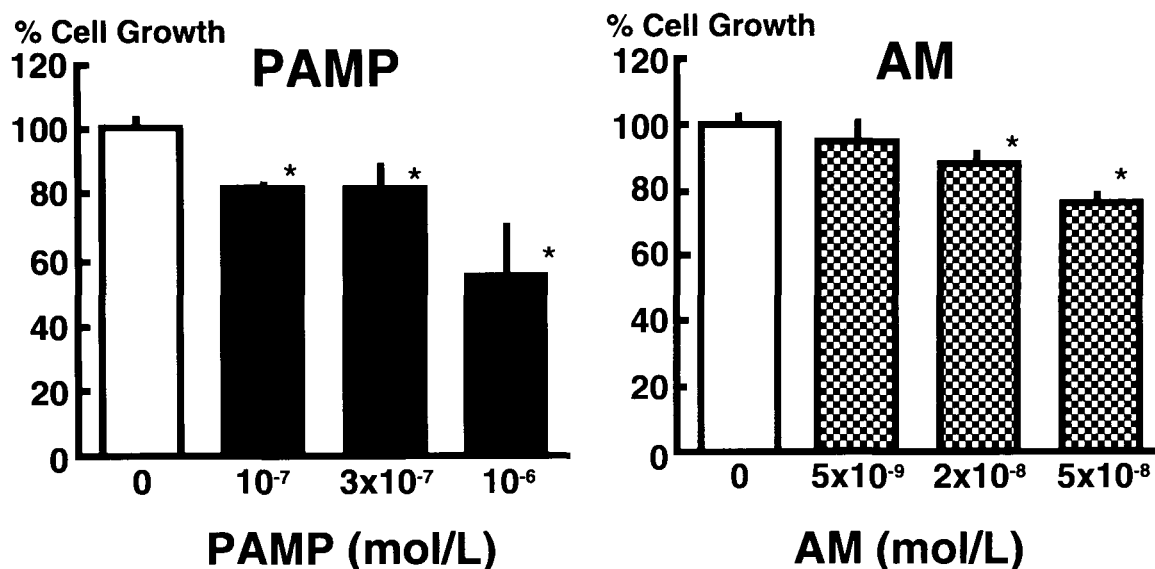 % Cell Growth
PAMP
120
100
80
60
40
20
0
*
*
*
0 10⁻⁷ 3x10⁻⁷ 10⁻⁶
PAMP (mol/L)
% Cell Growth
AM
120
100
80
60
40
20
0
*
*
0 5x10⁻⁹ 2x10⁻⁸ 5x10⁻⁸
AM (mol/L)